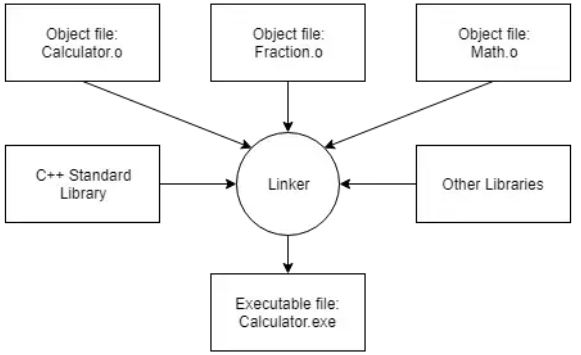 Object file:
Calculator.o
Object file:
Fraction.o
Object file:
Math.o
C++ Standard
Library
Linker
Other Libraries
Executable file:
Calculator.exe